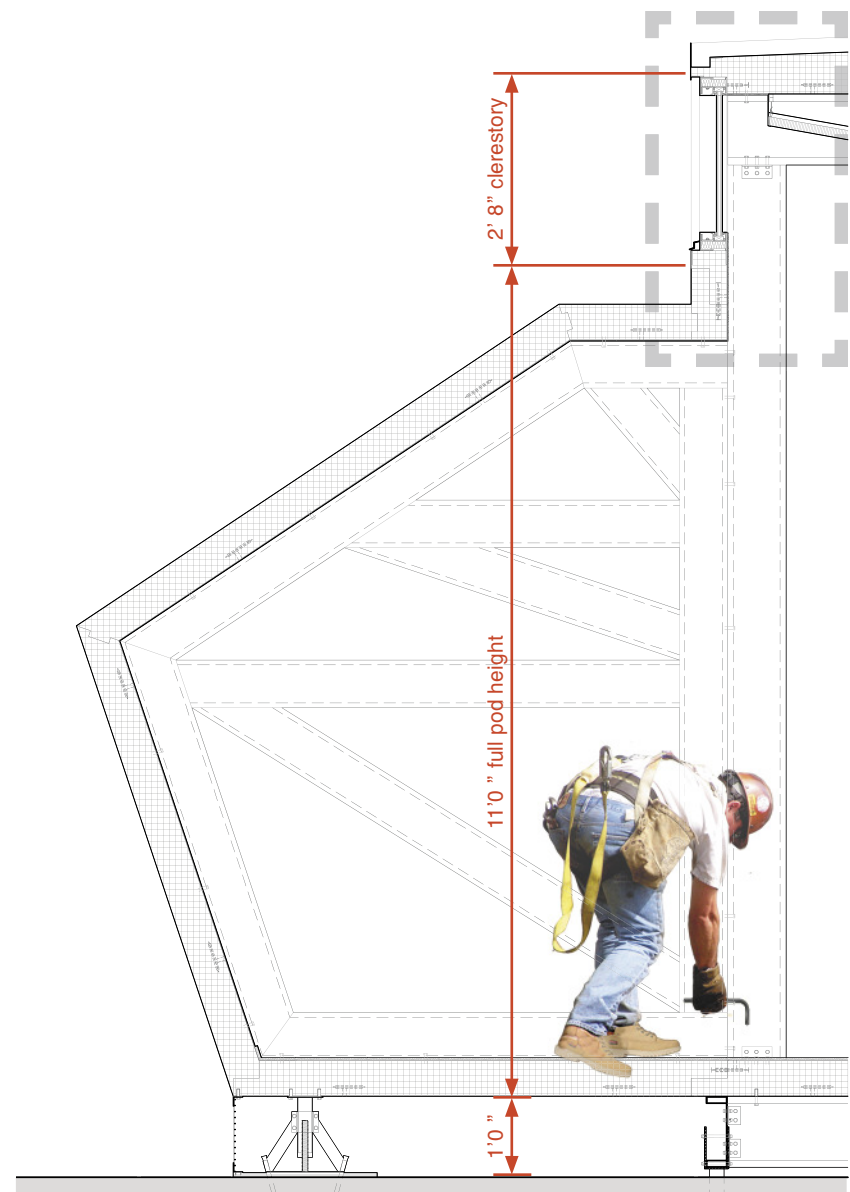 2’ 8” clerestory
11’0 ” full pod height
1’0 ”